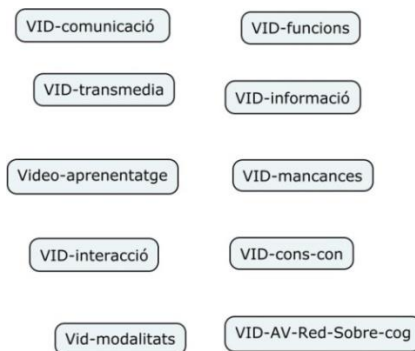 VID-comunicació
VID-funcions
VID-transmedia
VID-informació
Video-aprenentatge
VID-mancances
VID-interacció
VID-cons-con
Vid-modalitats
VID-AV-Red-Sobre-cog